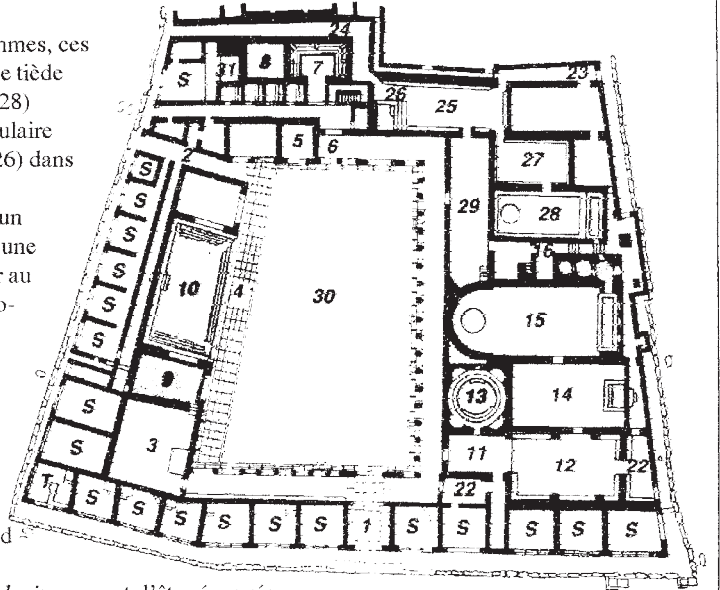 mmes, ces
e tiède
28)
ulaire
26) dans
un
une
r au
o-
d
24
S 31 8 7
23
26 25
5 6
2
27
S
S 29 28
S
16
S 10 4 30 15
S
S
9
13 14
S
S 3 11 12 22
T 22
S S S S S S 1 S S S S S